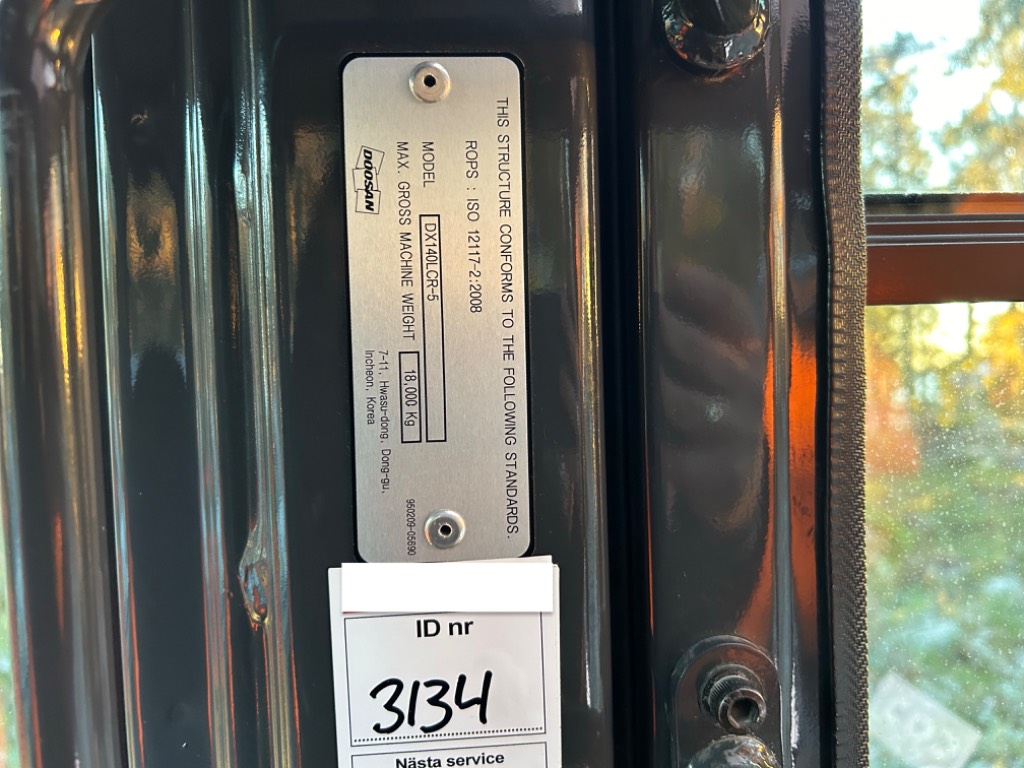 THIS STRUCTURE CONFORMS TO THE FOLLOWING STANDARDS.
ROPS : ISO 12117-2:2008
MODEL DX140LCR-5
MAX. GROSS MACHINE WEIGHT 18,000 Kg
DOOSAN
7-11, Hwasu-dong, Dong-gu,
Incheon, Korea
950209-05690
ID nr
3134
Nästa service